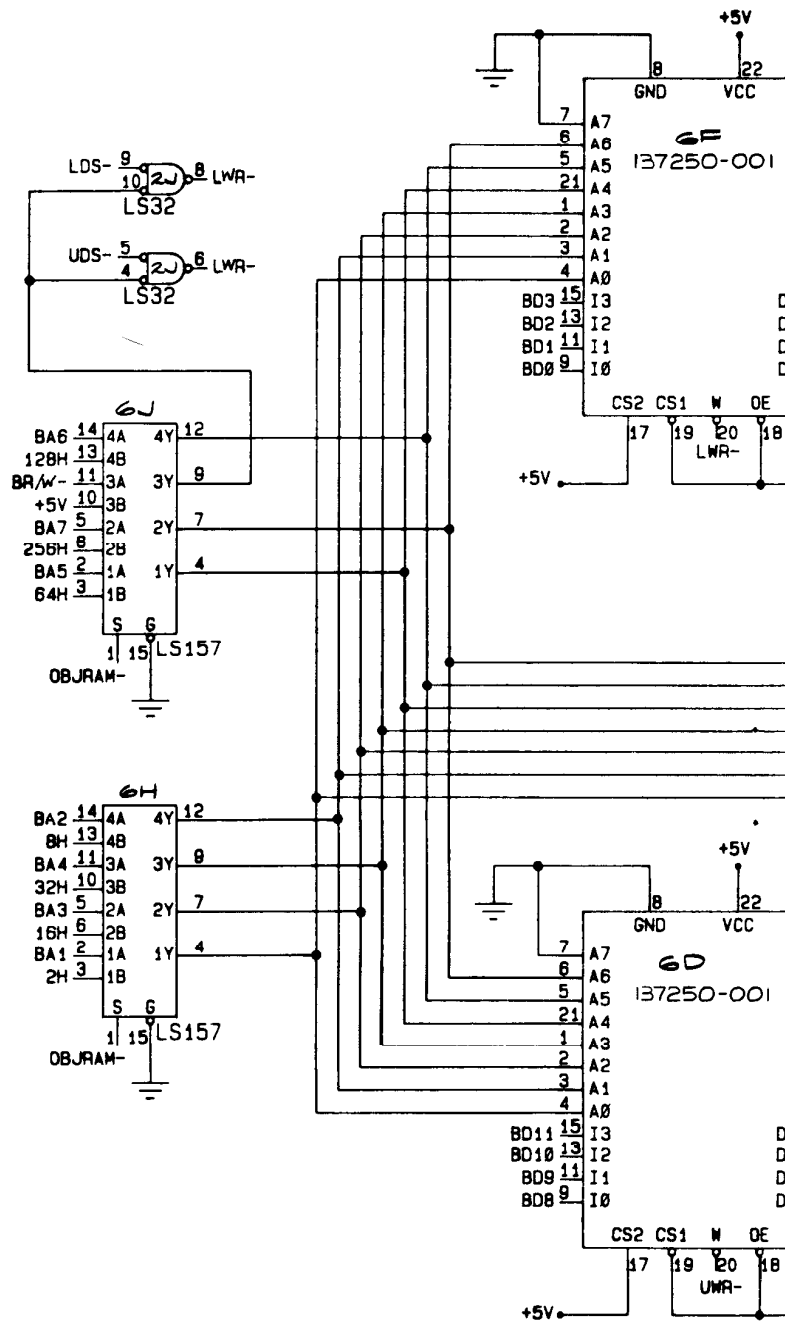 +5V
8 22
GND VCC
7 A7
6 A6
5 A5
21 A4
1 A3
2 A2
3 A1
4 A0
6F
137250-001
BD3 15 I3
BD2 13 I2
BD1 11 I1
BD0 9 I0
D
D
D
D
CS2 CS1 W OE
17 19 20 18
LWR-
+5V
LDS- 9
10
2J
8 LWR-
LS32
UDS- 5
4
2J
6 LWR-
LS32
6J
BA6 14 4A 4Y 12
128H 13 4B
BR/W- 11 3A 3Y 9
+5V 10 3B
BA7 5 2A 2Y 7
256H 6 2B
BA5 2 1A 1Y 4
64H 3 1B
S G
1 15 LS157
OBJRAM-
6H
BA2 14 4A 4Y 12
8H 13 4B
BA4 11 3A 3Y 9
32H 10 3B
BA3 5 2A 2Y 7
16H 6 2B
BA1 2 1A 1Y 4
2H 3 1B
S G
1 15 LS157
OBJRAM-
+5V
8 22
GND VCC
7 A7
6 A6
5 A5
21 A4
1 A3
2 A2
3 A1
4 A0
6D
137250-001
BD11 15 I3
BD10 13 I2
BD9 11 I1
BD8 9 I0
D
D
D
D
CS2 CS1 W OE
17 19 20 18
UWR-
+5V